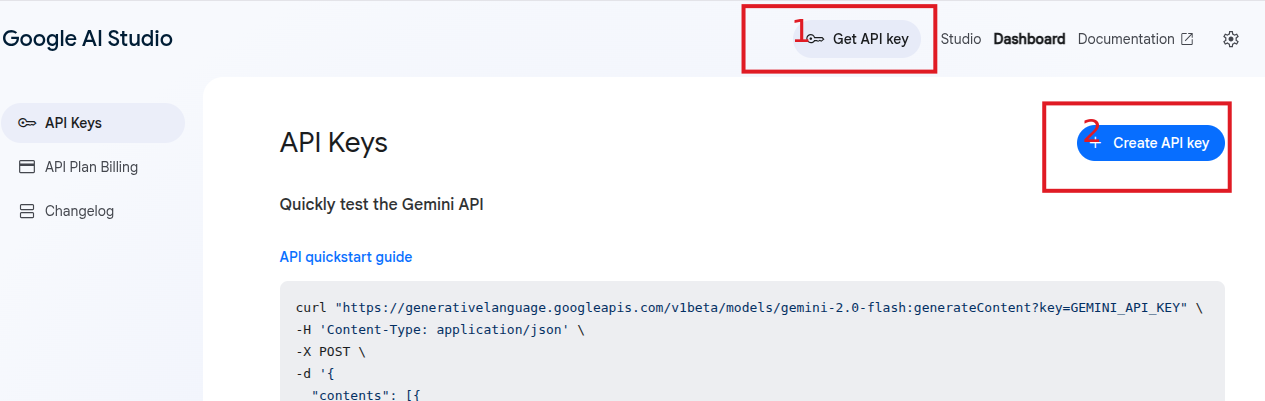 Google AI Studio
1 Get API key Studio Dashboard Documentation
API Keys
API Plan Billing
Changelog
API Keys
2 + Create API key
Quickly test the Gemini API
API quickstart guide
curl "https://generativelanguage.googleapis.com/v1beta/models/gemini-2.0-flash:generateContent?key=GEMINI_API_KEY" \
-H 'Content-Type: application/json' \
-X POST \
-d '{
"contents": [{